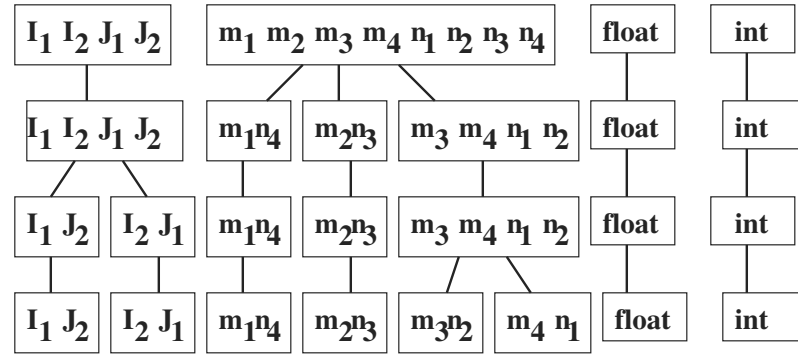 I₁ I₂ J₁ J₂ m₁ m₂ m₃ m₄ n₁ n₂ n₃ n₄ float int
I₁ I₂ J₁ J₂ m₁n₄ m₂n₃ m₃ m₄ n₁ n₂ float int
I₁ J₂ I₂ J₁ m₁n₄ m₂n₃ m₃ m₄ n₁ n₂ float int
I₁ J₂ I₂ J₁ m₁n₄ m₂n₃ m₃n₂ m₄ n₁ float int